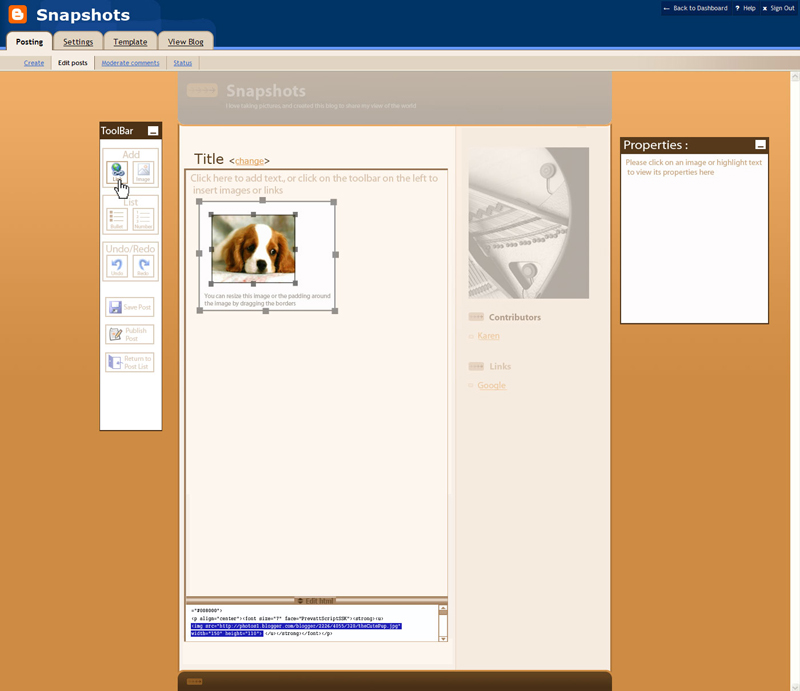 Snapshots
← Back to Dashboard ? Help x Sign Out
Posting Settings Template View Blog
Create Edit posts Moderate comments Status
Snapshots
I love taking pictures, and created this blog to share my view of the world
ToolBar
Add
Link Image
List
Bullet Number
Undo/Redo
Undo Redo
Save Post
Publish
Post
Return to
Post List
Title <change>
Click here to add text,, or click on the toolbar on the left to
insert images or links
You can resize this image or the padding around
the image by dragging the borders
Edit html
>"#000000">
<p align="center"><font size="7" face="PrevattScriptSSK"><strong><u>
<img src="http://photos1.blogger.com/blogger/2226/4055/320/theCutePup.jpg"
width="150" height="113"> </u></strong></font></p>
Contributors
Karen
Links
Google
Properties :
Please click on an image or highlight text
to view its properties here